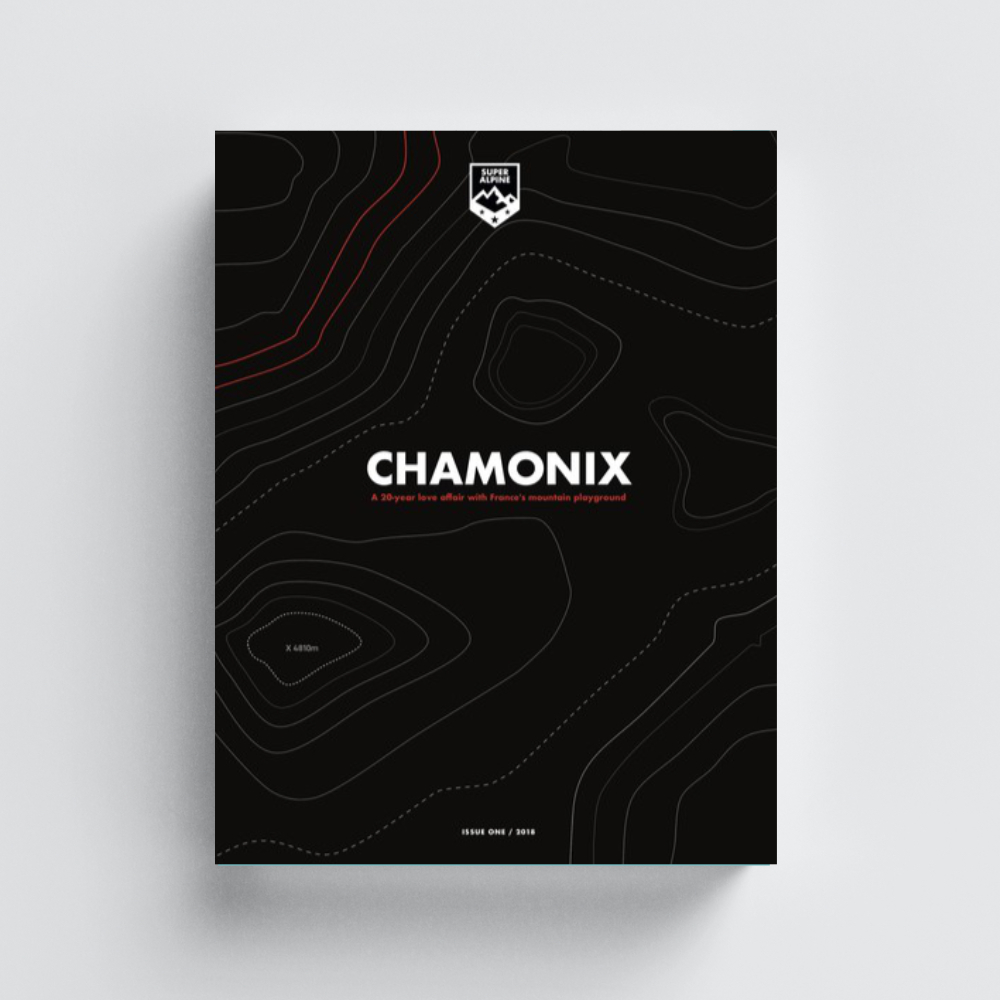 SUPER
ALPINE
CHAMONIX
A 20-year love affair with France's mountain playground
X 4810m
ISSUE ONE / 2018